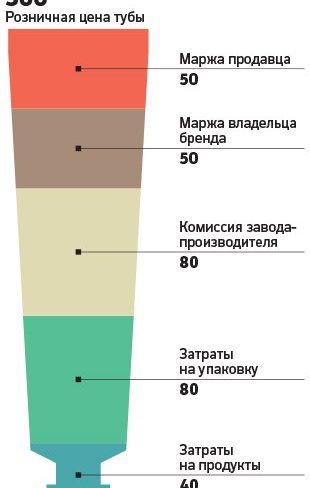 300
Розничная цена тубы
Маржа продавца
50
Маржа владельца
бренда
50
Комиссия завода-
производителя
80
Затраты
на упаковку
80
Затраты
на продукты
40